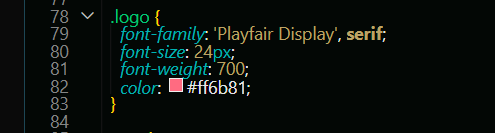 78 .logo {
79 font-family: 'Playfair Display', serif;
80 font-size: 24px;
81 font-weight: 700;
82 color: #ff6b81;
83 }